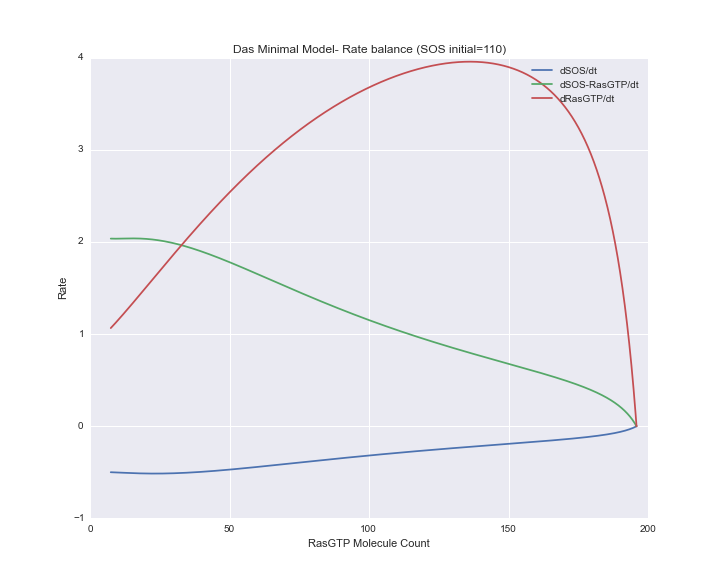 Das Minimal Model- Rate balance (SOS initial=110)
dSOS/dt
dSOS-RasGTP/dt
dRasGTP/dt
4
3
2
1
0
−1
Rate
0 50 100 150 200
RasGTP Molecule Count